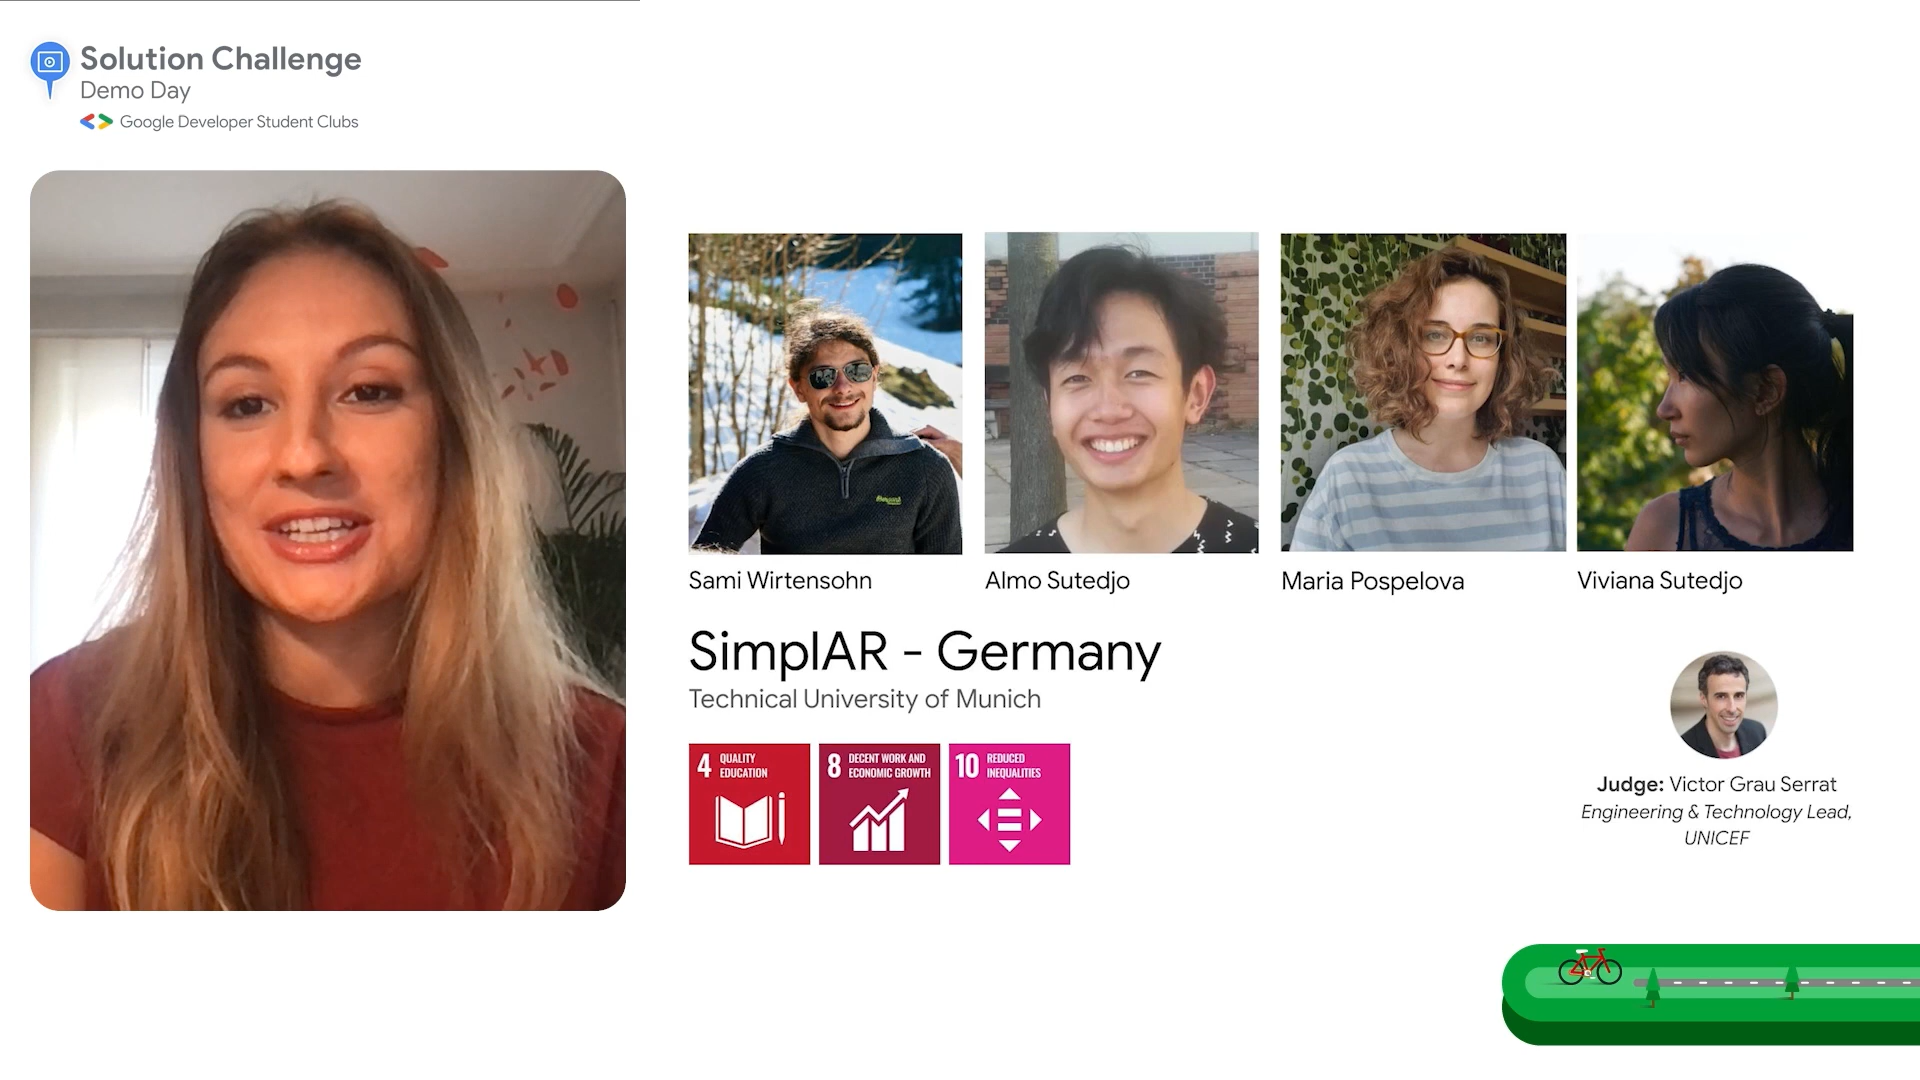 Solution Challenge
Demo Day
Google Developer Student Clubs
Sami Wirtensohn
Almo Sutedjo
Maria Pospelova
Viviana Sutedjo
SimplAR - Germany
Technical University of Munich
4 QUALITY
EDUCATION
8 DECENT WORK AND
ECONOMIC GROWTH
10 REDUCED
INEQUALITIES
Judge: Victor Grau Serrat
Engineering & Technology Lead,
UNICEF